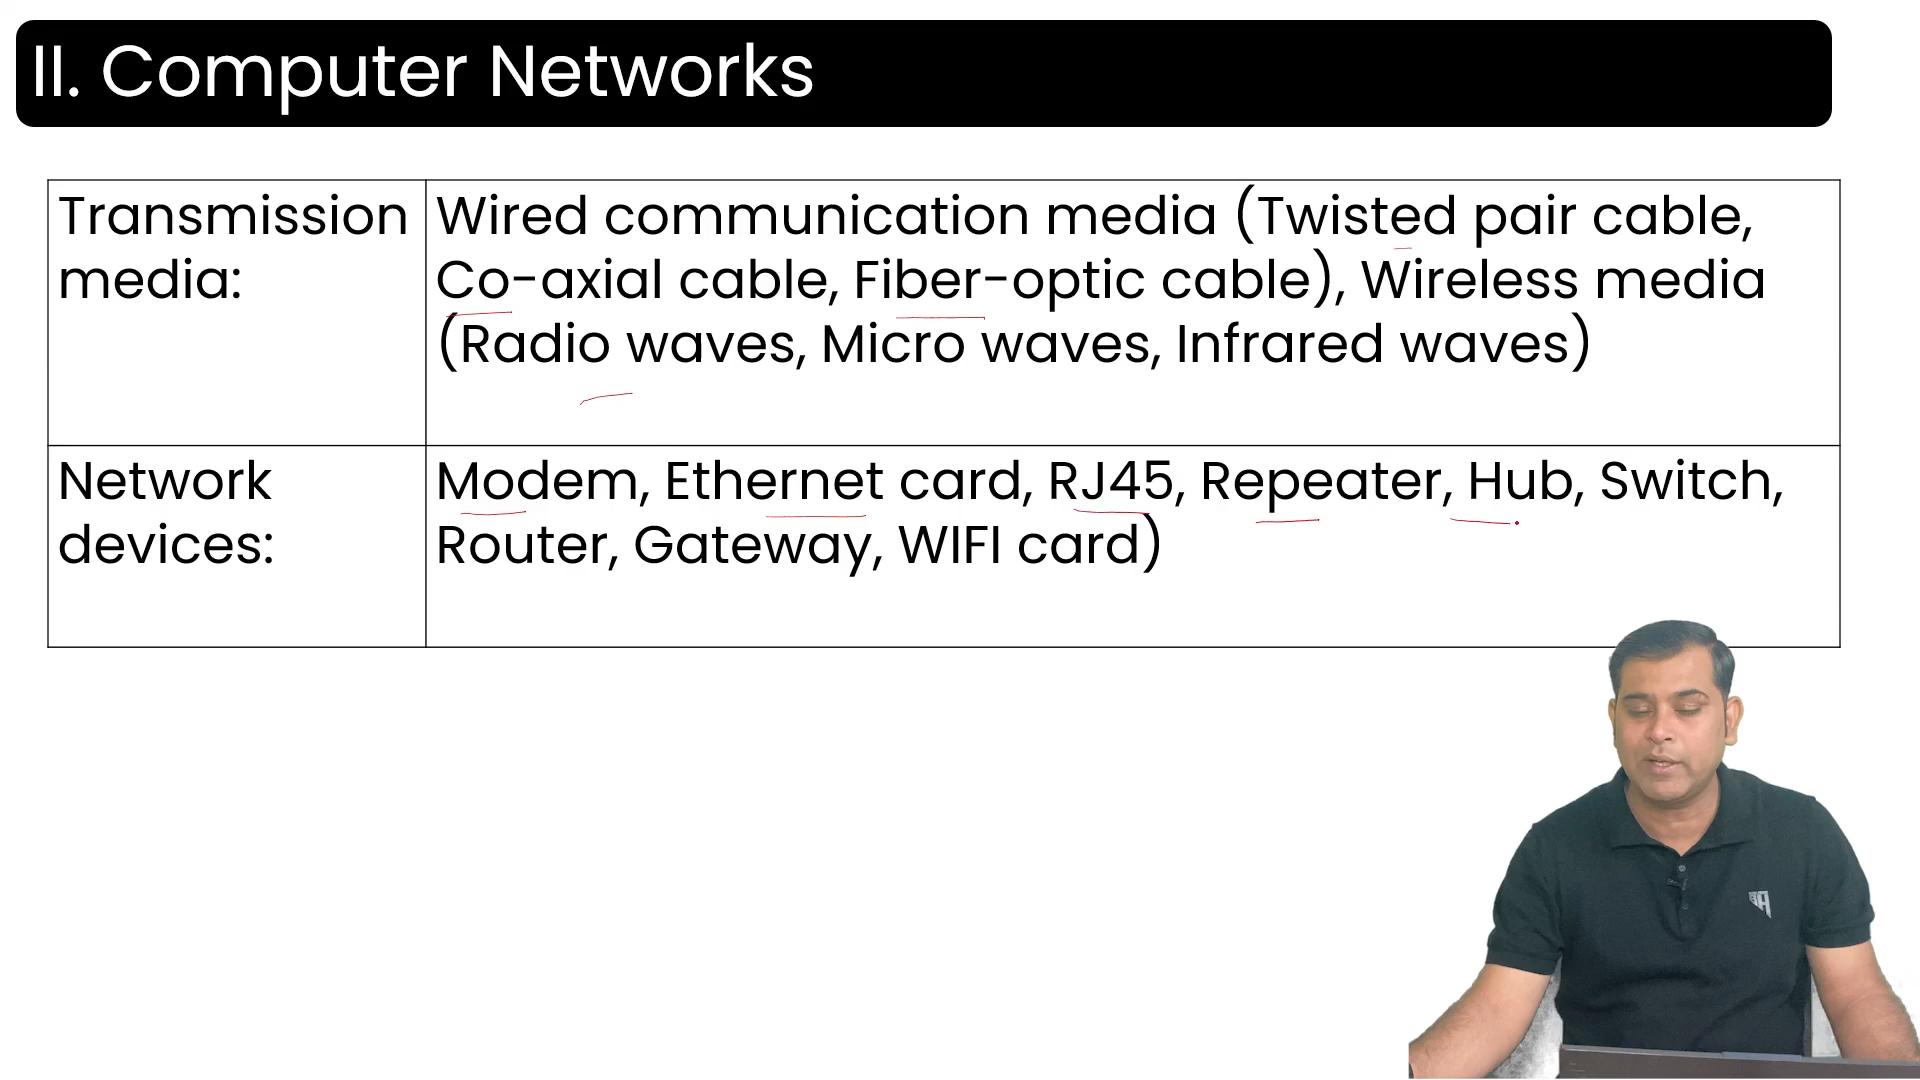 II. Computer Networks
Transmission
media:
Wired communication media (Twisted pair cable,
Co-axial cable, Fiber-optic cable), Wireless media
(Radio waves, Micro waves, Infrared waves)
Network
devices:
Modem, Ethernet card, RJ45, Repeater, Hub, Switch,
Router, Gateway, WIFI card)